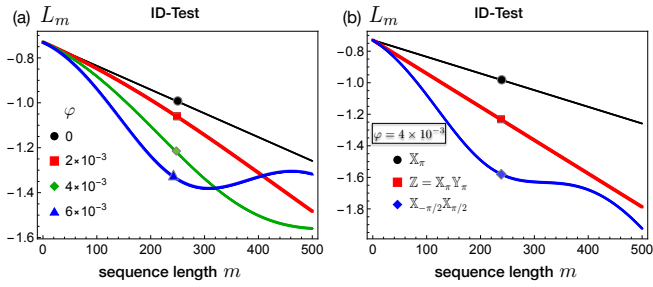 (a)
L_m
ID-Test
−0.8
−1.0
−1.2
−1.4
−1.6
φ
0
2×10⁻³
4×10⁻³
6×10⁻³
0
100
200
300
400
500
sequence length m
(b)
L_m
ID-Test
−0.8
−1.0
−1.2
−1.4
−1.6
−1.8
φ = 4 × 10⁻³
𝕏_π
ℤ = 𝕏_π𝕐_π
𝕏_{−π/2}𝕏_{π/2}
0
100
200
300
400
500
sequence length m